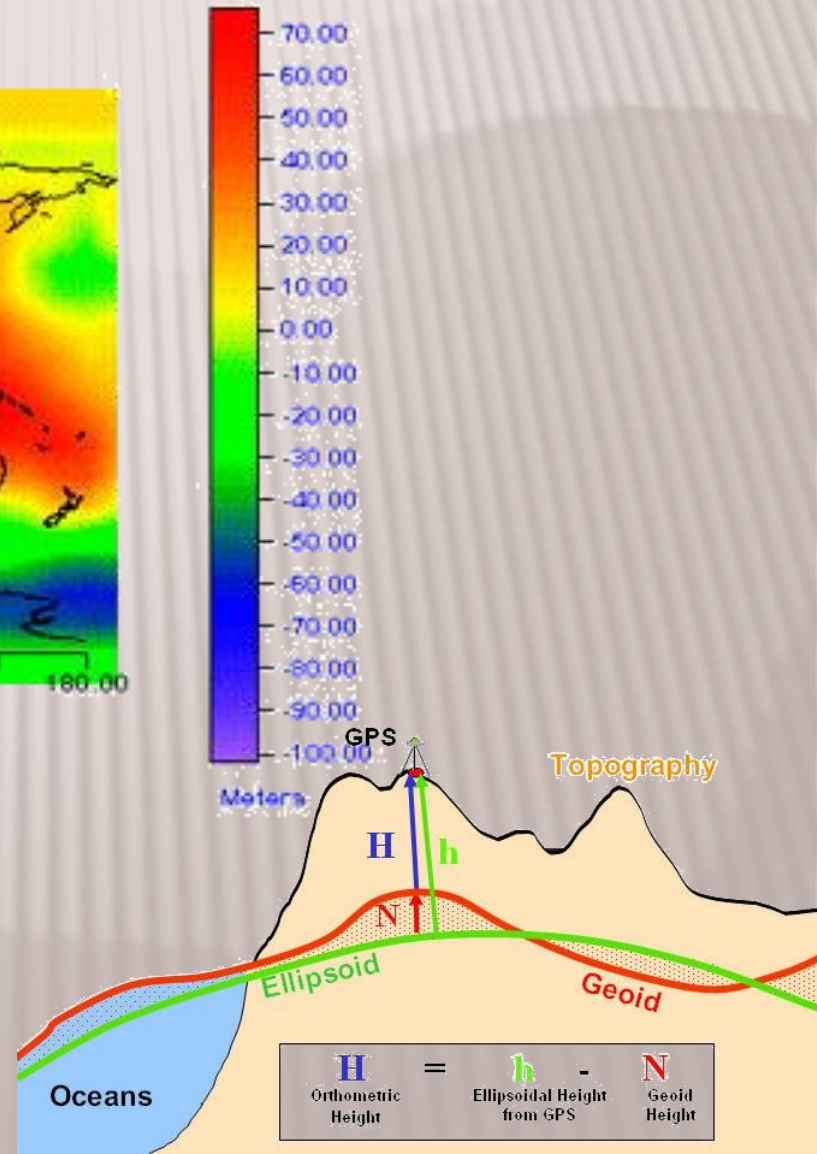 70.00
60.00
50.00
40.00
30.00
20.00
10.00
0.00
-10.00
-20.00
-30.00
-40.00
-50.00
-60.00
-70.00
-80.00
-90.00
-100.00
Meters
180.00
GPS
Topography
H
h
N
Ellipsoid
Geoid
Oceans
H = h - N
Orthometric Height
Ellipsoidal Height from GPS
Geoid Height